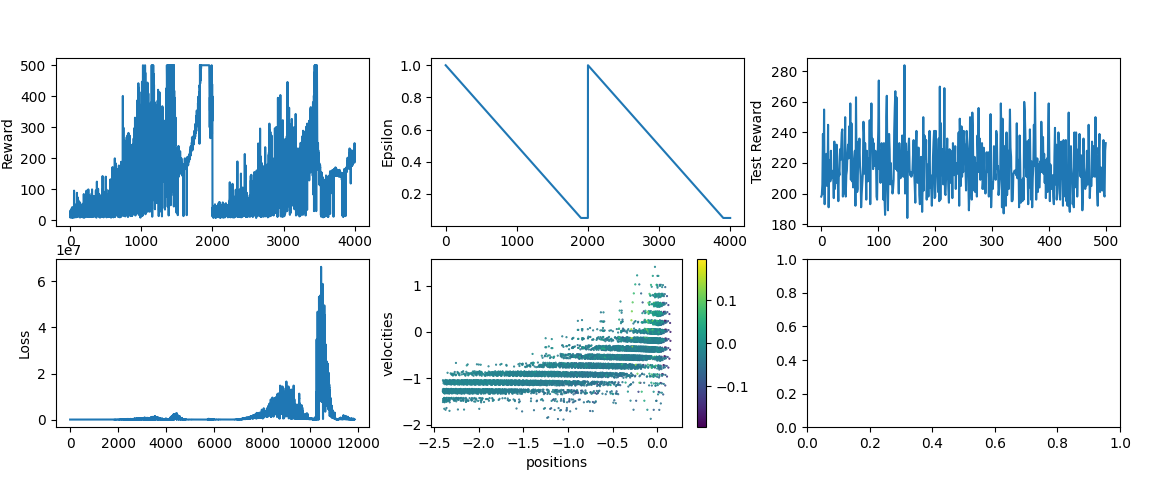 500
400
300
200
100
0
Reward
0 1000 2000 3000 4000
1.0
0.8
0.6
0.4
0.2
Epsilon
0 1000 2000 3000 4000
280
260
240
220
200
180
Test Reward
0 100 200 300 400 500
1e7
6
4
2
0
Loss
0 2000 4000 6000 8000 10000 12000
1
0
−1
−2
velocities
−2.5 −2.0 −1.5 −1.0 −0.5 0.0
positions
0.1
0.0
−0.1
1.0
0.8
0.6
0.4
0.2
0.0
0.0 0.2 0.4 0.6 0.8 1.0